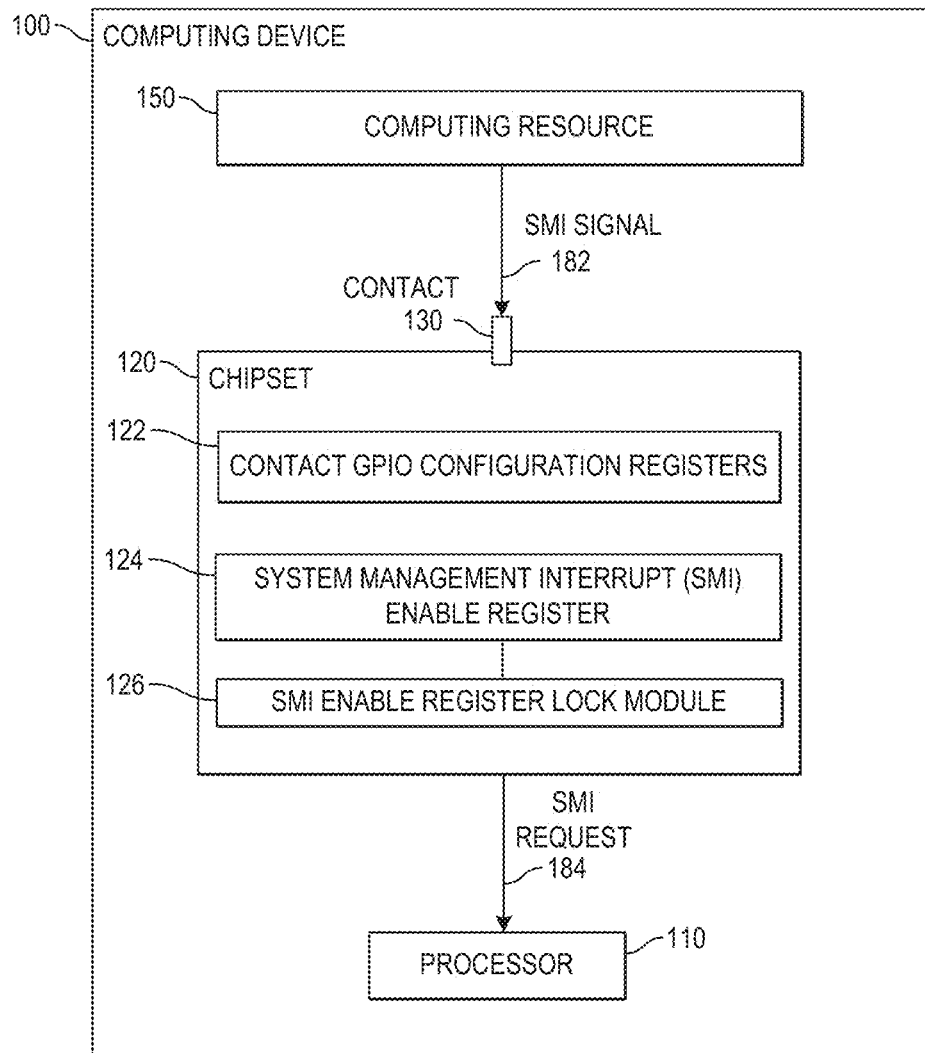 100
COMPUTING DEVICE
150
COMPUTING RESOURCE
SMI SIGNAL
182
CONTACT
130
120
CHIPSET
122
CONTACT GPIO CONFIGURATION REGISTERS
124
SYSTEM MANAGEMENT INTERRUPT (SMI)
ENABLE REGISTER
126
SMI ENABLE REGISTER LOCK MODULE
SMI
REQUEST
184
110
PROCESSOR